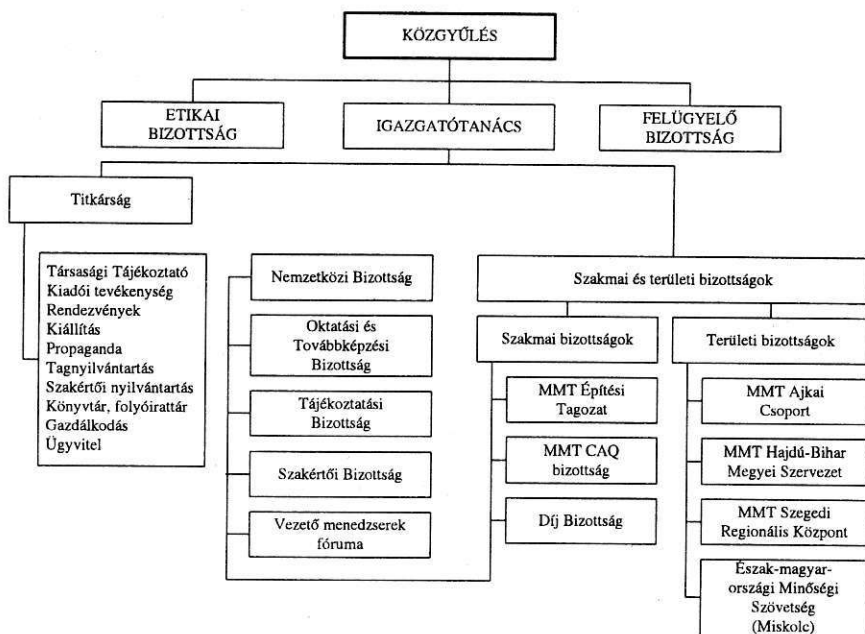 KÖZGYŰLÉS
ETIKAI
BIZOTTSÁG
IGAZGATÓTANÁCS
FELÜGYELŐ
BIZOTTSÁG
Titkárság
Társasági Tájékoztató
Kiadói tevékenység
Rendezvények
Kiállítás
Propaganda
Tagnyilvántartás
Szakértői nyilvántartás
Könyvtár, folyóirattár
Gazdálkodás
Ügyvitel
Nemzetközi Bizottság
Oktatási és
Továbbképzési
Bizottság
Tájékoztatási
Bizottság
Szakértői Bizottság
Vezető menedzserek
fóruma
Szakmai és területi bizottságok
Szakmai bizottságok
MMT Építési
Tagozat
MMT CAQ
bizottság
Díj Bizottság
Területi bizottságok
MMT Ajkai
Csoport
MMT Hajdú-Bihar
Megyei Szervezet
MMT Szegedi
Regionális Központ
Észak-magyar-
országi Minőségi
Szövetség
(Miskolc)